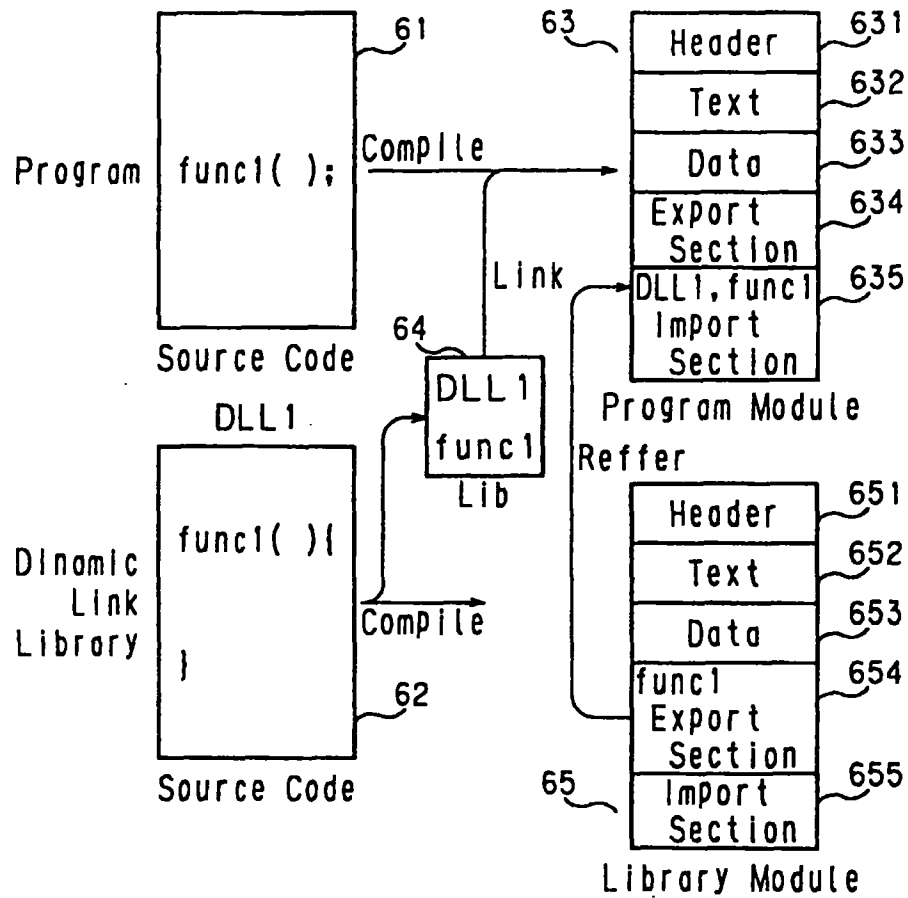 61
Program
func1( );
Source Code
Compile
Link
63
Header
631
Text
632
Data
633
Export
Section
634
DLL1,func1
Import
Section
635
Program Module
64
DLL1
func1
Lib
DLL1
Dinamic
Link
Library
func1( ){
}
62
Source Code
Compile
Reffer
Header
651
Text
652
Data
653
func1
Export
Section
654
65
Import
Section
655
Library Module